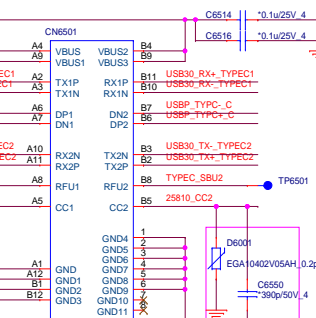 C6514 *0.1u/25V_4
CN6501
C6516 *0.1u/25V_4
A4 VBUS VBUS2 B4
A9 VBUS1 VBUS3 B9
TYPEC1 A2 TX1P RX1P B11 USB30_RX+_TYPEC1
A3 TX1N RX1N B10 USB30_RX-_TYPEC1
A6 DP1 DN2 B7 USBP_TYPC-_C
A7 DN1 DP2 B6 USBP_TYPC+_C
A10 RX2N TX2N B3 USB30_TX-_TYPEC2
A11 RX2P TX2P B2 USB30_TX+_TYPEC2
A8 RFU1 RFU2 B8 TYPEC_SBU2 TP6501
A5 CC1 CC2 B5 25810_CC2
GND4 1
GND5 2
GND6 3
A1 GND GND7 4
A12 GND1 GND8 5
B1 GND2 GND9 6
B12 GND3 GND10
GND11
D6001
EGA10402V05AH_0.2p
C6550
*390p/50V_4